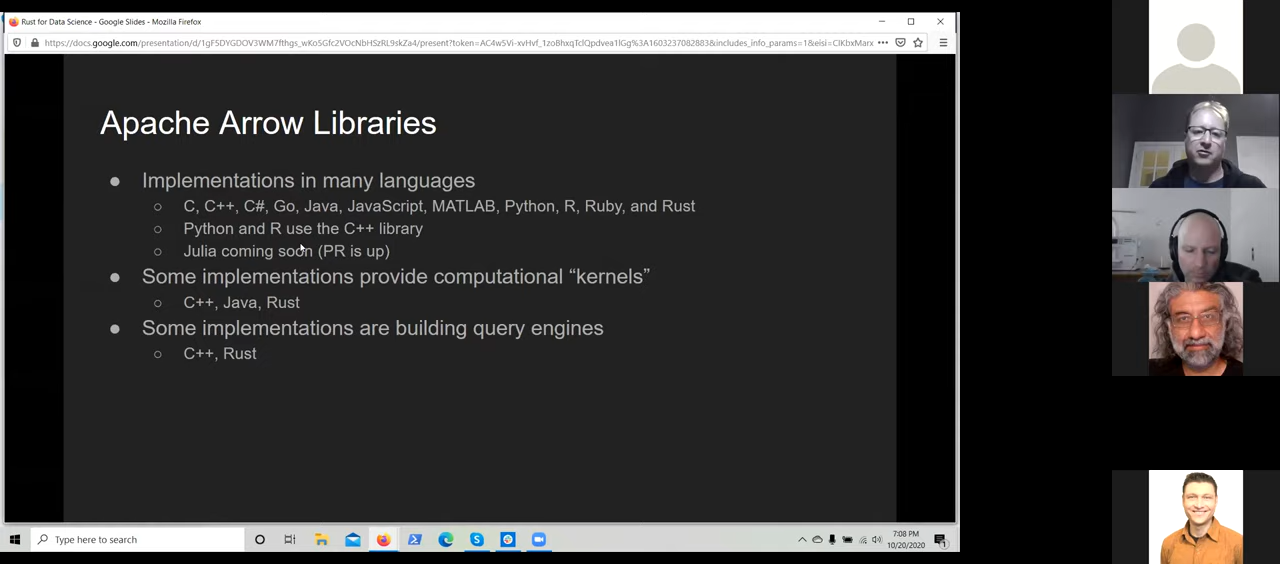 Rust for Data Science - Google Slides - Mozilla Firefox
Apache Arrow Libraries
● Implementations in many languages
○ C, C++, C#, Go, Java, JavaScript, MATLAB, Python, R, Ruby, and Rust
○ Python and R use the C++ library
○ Julia coming soon (PR is up)
● Some implementations provide computational “kernels”
○ C++, Java, Rust
● Some implementations are building query engines
○ C++, Rust
Type here to search
7:08 PM
10/20/2020